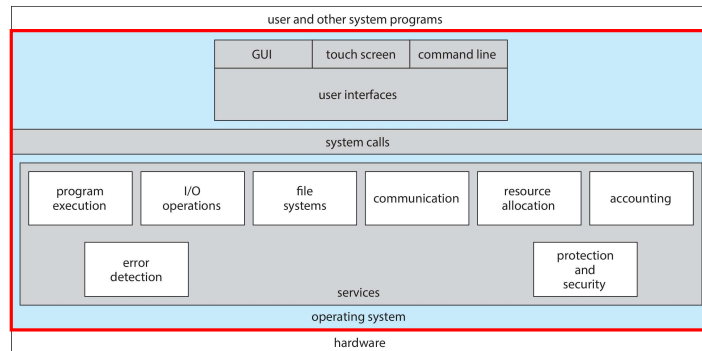 user and other system programs
GUI touch screen command line
user interfaces
system calls
program
execution
I/O
operations
file
systems
communication
resource
allocation
accounting
error
detection
protection
and
security
services
operating system
hardware